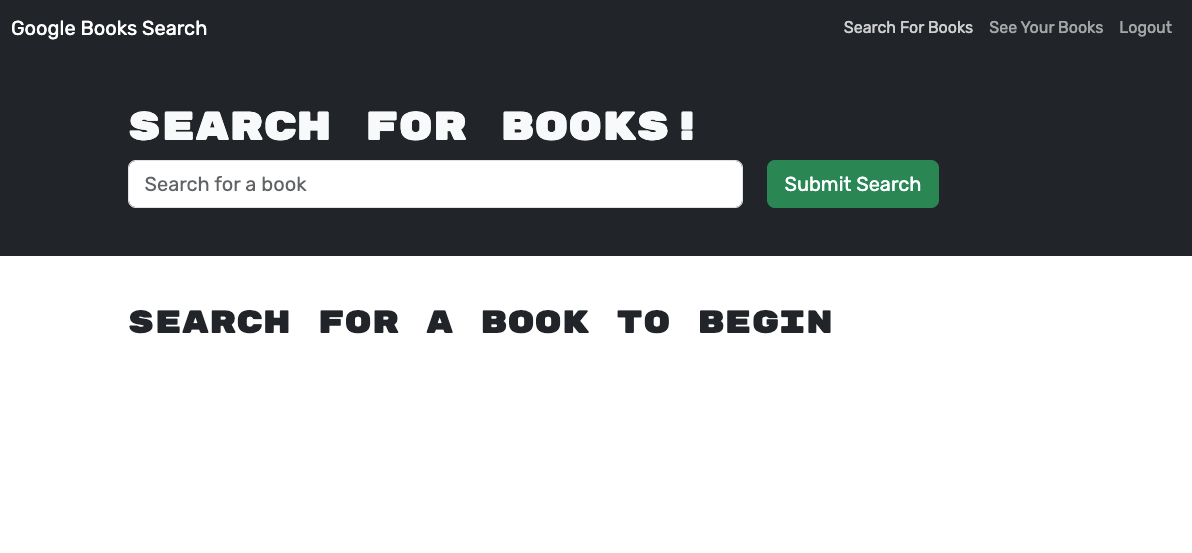 Google Books Search
Search For Books See Your Books Logout
SEARCH FOR BOOKS!
Search for a book
Submit Search
SEARCH FOR A BOOK TO BEGIN